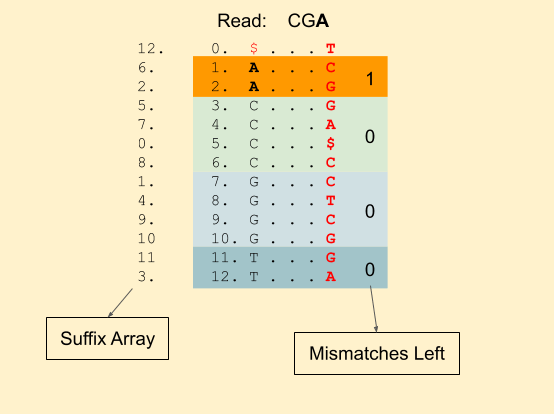 Read: CGA
12. 0. $ . . . T
6. 1. A . . . C 1
2. 2. A . . . G
5. 3. C . . . G
7. 4. C . . . A 0
0. 5. C . . . $
8. 6. C . . . C
1. 7. G . . . C
4. 8. G . . . T 0
9. 9. G . . . C
10 10. G . . . G
11 11. T . . . G 0
3. 12. T . . . A
Suffix Array
Mismatches Left